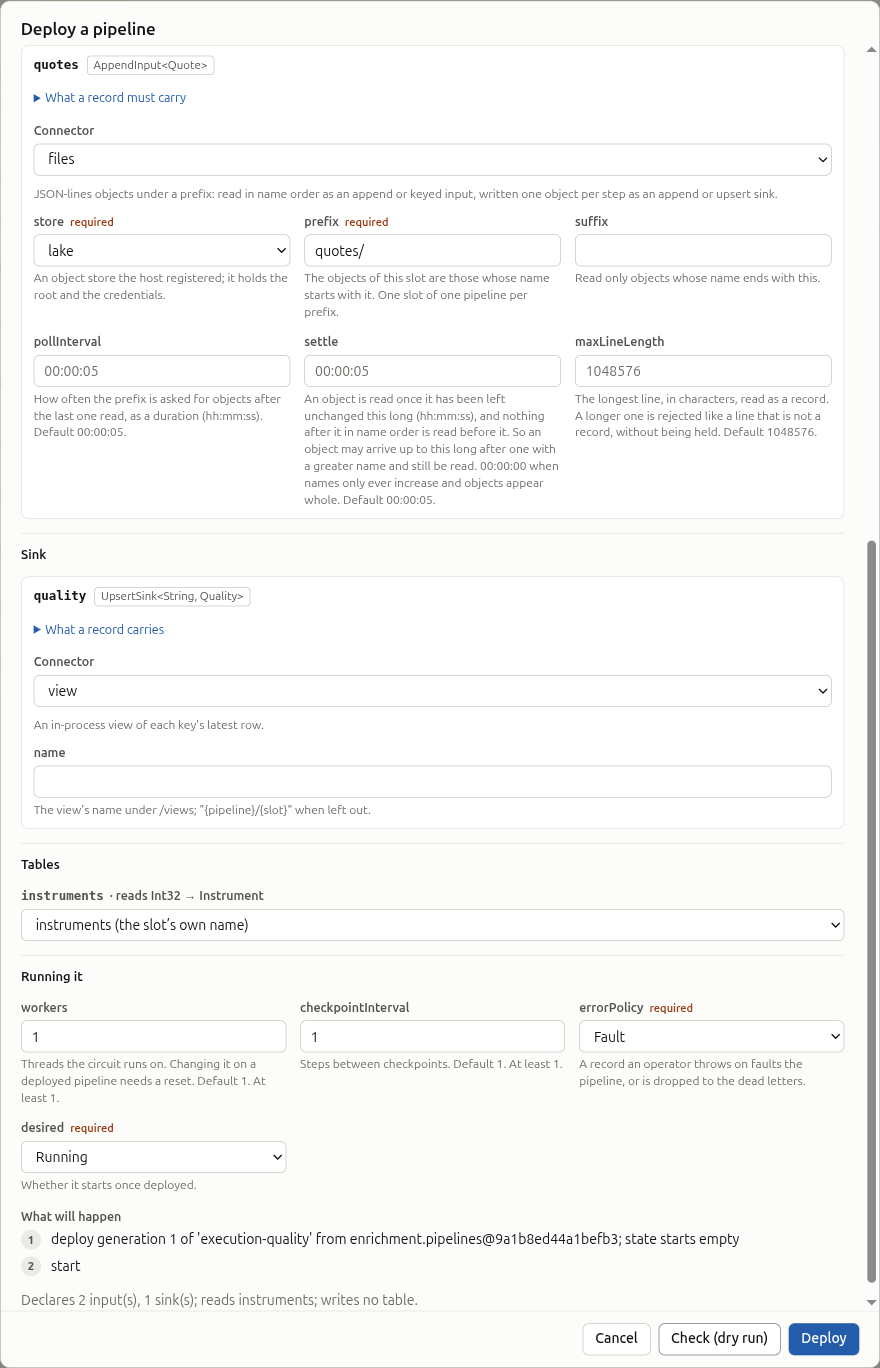 Deploy a pipeline
quotes AppendInput<Quote>
What a record must carry
Connector
files
JSON-lines objects under a prefix: read in name order as an append or keyed input, written one object per step as an append or upsert sink.
store required
lake
An object store the host registered; it holds the
root and the credentials.
prefix required
quotes/
The objects of this slot are those whose name
starts with it. One slot of one pipeline per
prefix.
suffix
Read only objects whose name ends with this.
pollInterval
00:00:05
How often the prefix is asked for objects after
the last one read, as a duration (hh:mm:ss).
Default 00:00:05.
settle
00:00:05
An object is read once it has been left
unchanged this long (hh:mm:ss), and nothing
after it in name order is read before it. So an
object may arrive up to this long after one with
a greater name and still be read. 00:00:00 when
names only ever increase and objects appear
whole. Default 00:00:05.
maxLineLength
1048576
The longest line, in characters, read as a record.
A longer one is rejected like a line that is not a
record, without being held. Default 1048576.
Sink
quality UpsertSink<String, Quality>
What a record carries
Connector
view
An in-process view of each key's latest row.
name
The view's name under /views; "{pipeline}/{slot}" when left out.
Tables
instruments · reads Int32 → Instrument
instruments (the slot's own name)
Running it
workers
1
Threads the circuit runs on. Changing it on a
deployed pipeline needs a reset. Default 1. At
least 1.
checkpointInterval
1
Steps between checkpoints. Default 1. At least 1.
errorPolicy required
Fault
A record an operator throws on faults the
pipeline, or is dropped to the dead letters.
desired required
Running
Whether it starts once deployed.
What will happen
1 deploy generation 1 of 'execution-quality' from enrichment.pipelines@9a1b8ed44a1befb3; state starts empty
2 start
Declares 2 input(s), 1 sink(s); reads instruments; writes no table.
Cancel Check (dry run) Deploy